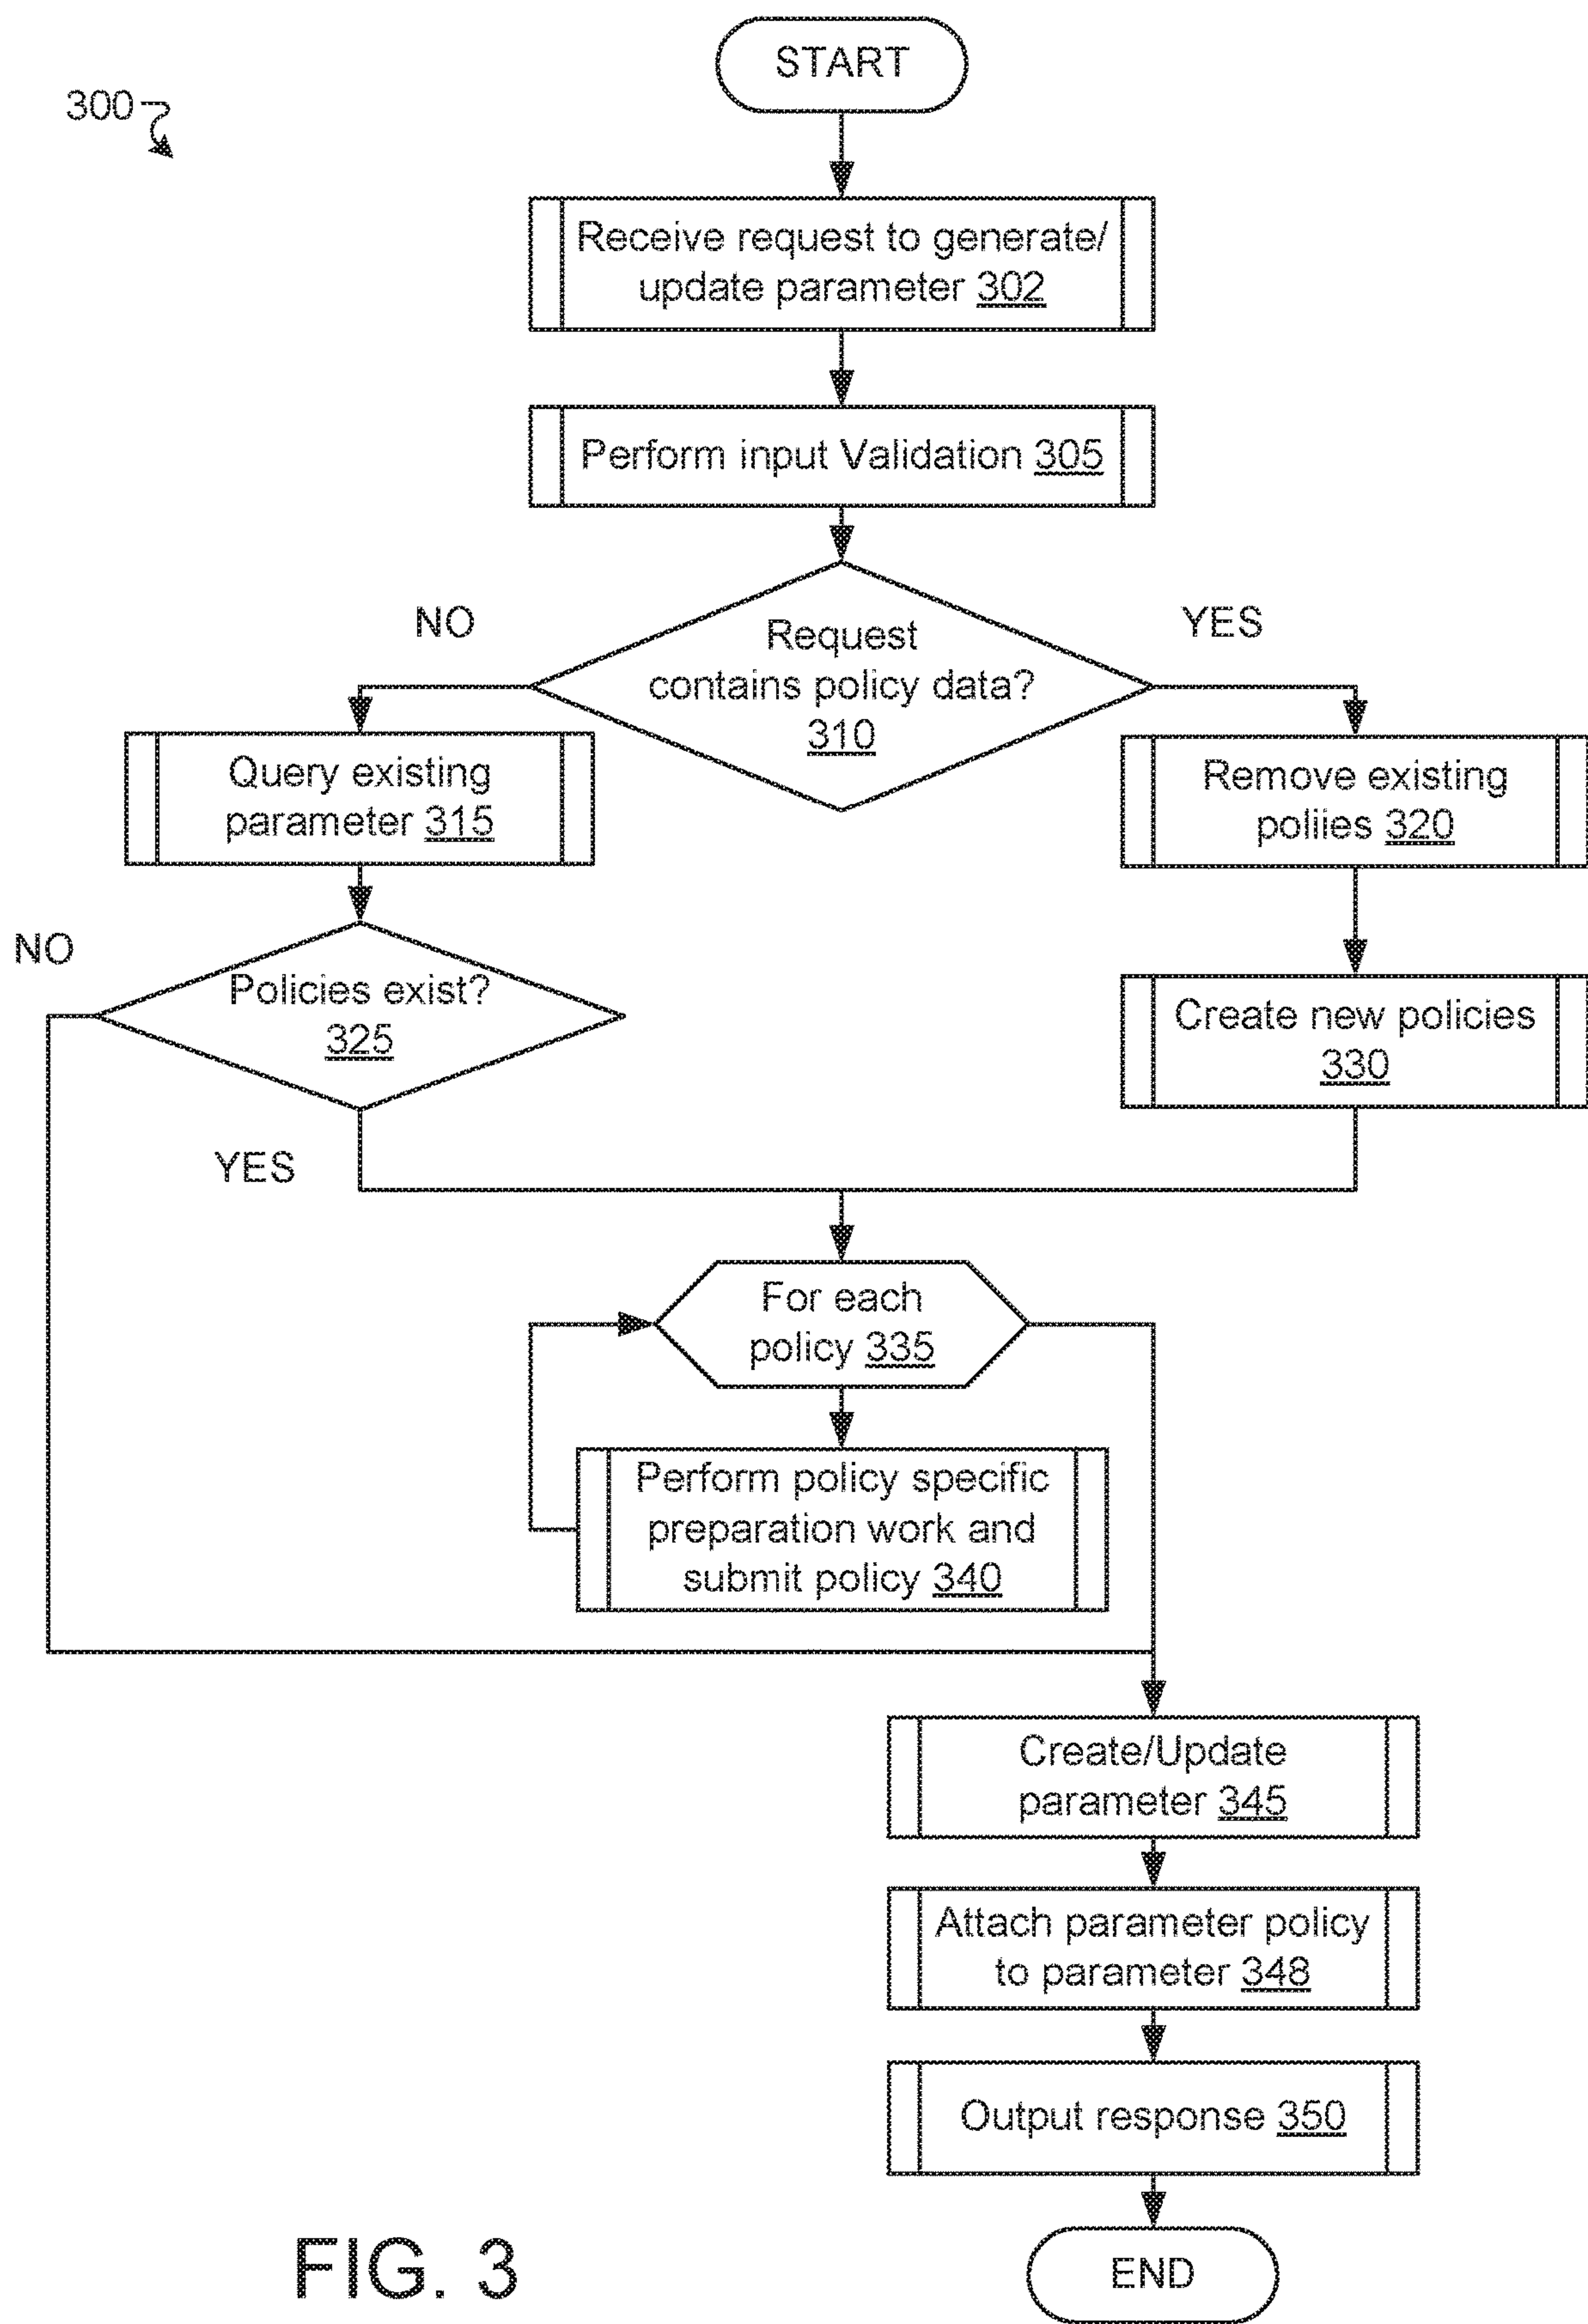 START
300
Receive request to generate/
update parameter 302
Perform input Validation 305
NO
YES
Request
contains policy data?
310
Query existing
parameter 315
Remove existing
poliies 320
NO
Policies exist?
325
Create new policies
330
YES
For each
policy 335
Perform policy specific
preparation work and
submit policy 340
Create/Update
parameter 345
Attach parameter policy
to parameter 348
Output response 350
END
FIG. 3